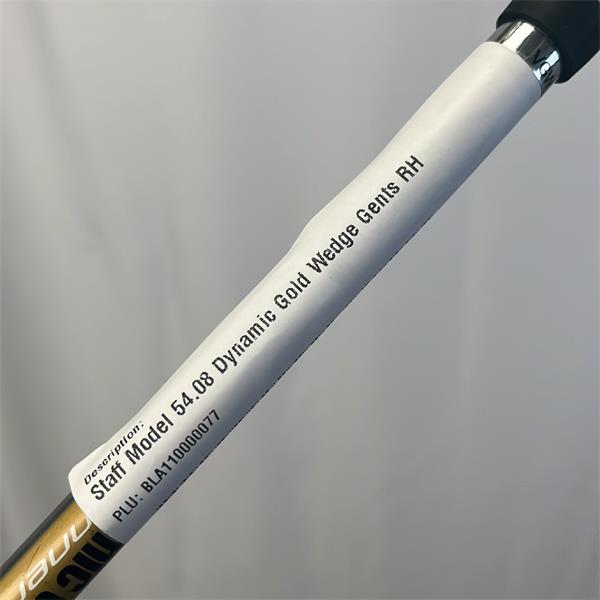 Description:
Staff Model 54.08 Dynamic Gold Wedge Gents RH
PLU: BLA110000077